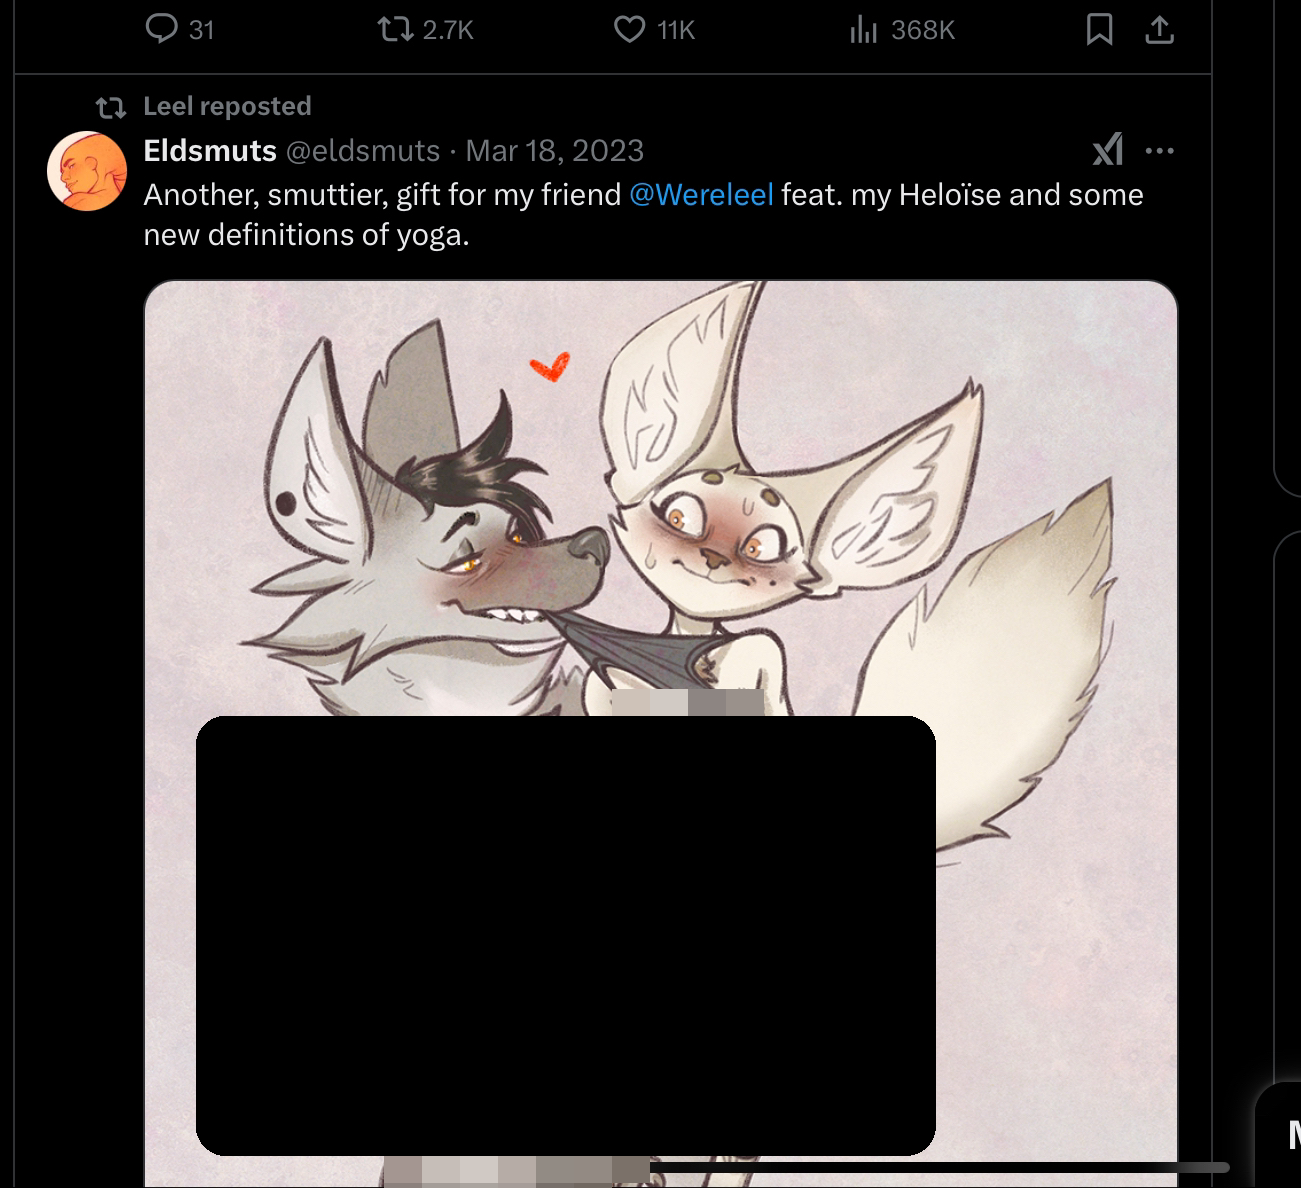 31 2.7K 11K 368K
Leel reposted
Eldsmuts @eldsmuts · Mar 18, 2023
Another, smuttier, gift for my friend @Wereleel feat. my Heloïse and some
new definitions of yoga.